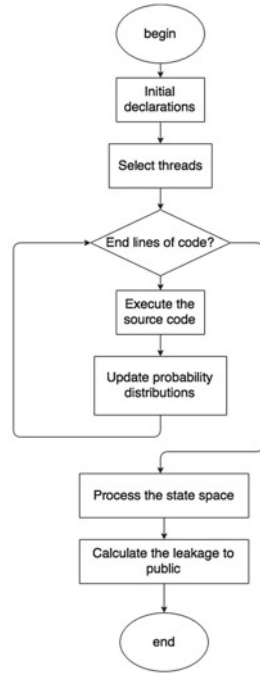 begin
Initial
declarations
Select threads
End lines of code?
Execute the
source code
Update probability
distributions
Process the state space
Calculate the leakage to
public
end